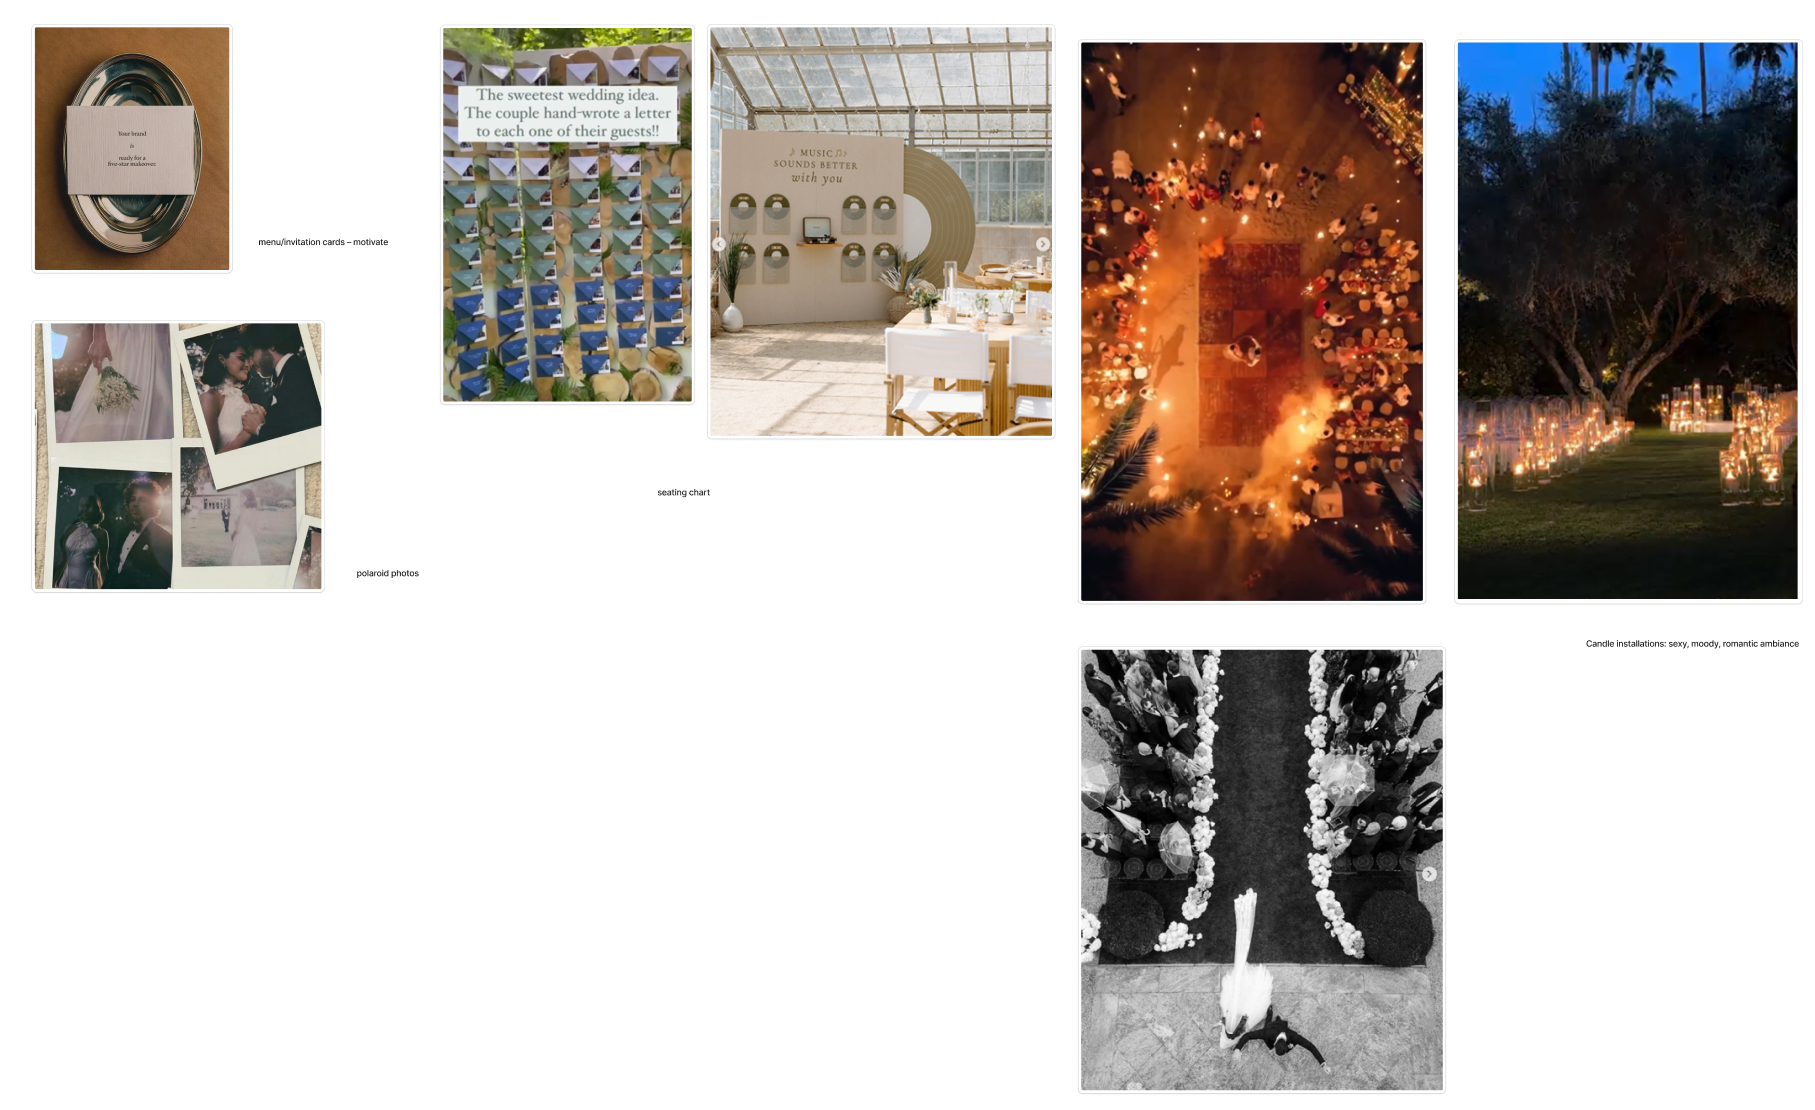 Your brand
is
ready for a
five-star makeover.
menu/invitation cards – motivate
The sweetest wedding idea.
The couple hand-wrote a letter
to each one of their guests!!
MUSIC
SOUNDS BETTER
with you
seating chart
polaroid photos
Candle installations: sexy, moody, romantic ambiance